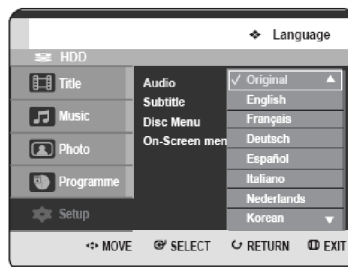 ❖ Language
HDD
Title
Music
Photo
Programme
Setup
Audio
Subtitle
Disc Menu
On-Screen men
✓ Original ▲
English
Français
Deutsch
Español
Italiano
Nederlands
Korean ▼
MOVE SELECT RETURN EXIT